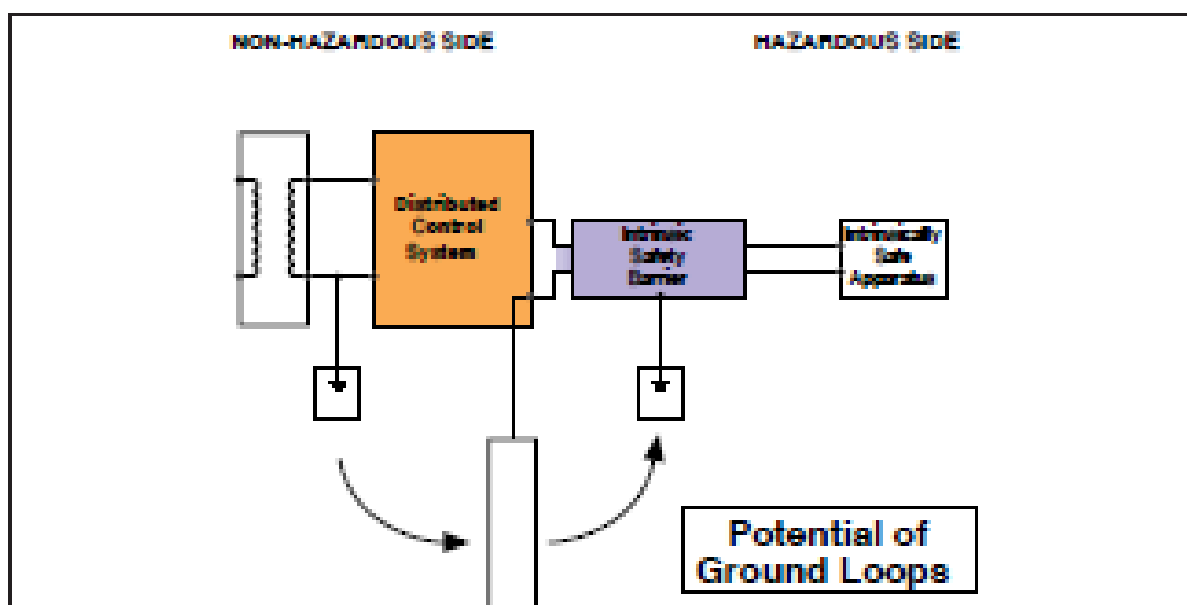 NON-HAZARDOUS SIDE
HAZARDOUS SIDE
Distributed
Control
System
Intrinsic
Safety
Barrier
Intrinsically
Safe
Apparatus
Potential of
Ground Loops